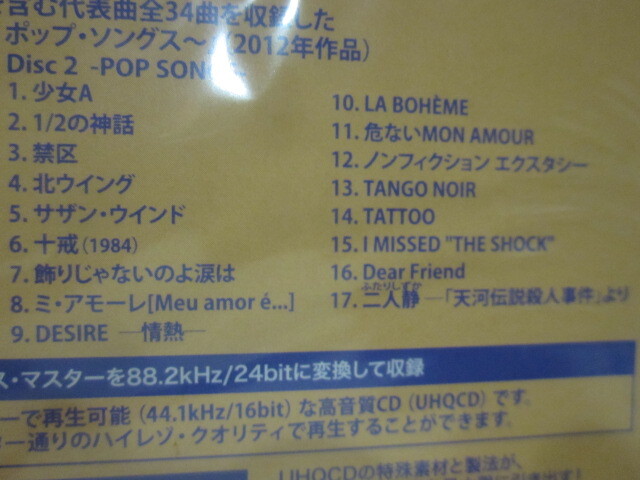 含む代表曲全34曲を収録した
ポップ・ソングス～ (2012年作品)
Disc 2 -POP SONGS-
1. 少女A
2. 1/2の神話
3. 禁区
4. 北ウイング
5. サザン・ウインド
6. 十戒(1984)
7. 飾りじゃないのよ涙は
8. ミ・アモーレ[Meu amor é...]
9. DESIRE ―情熱―
10. LA BOHÈME
11. 危ないMON AMOUR
12. ノンフィクション エクスタシー
13. TANGO NOIR
14. TATTOO
15. I MISSED "THE SHOCK"
16. Dear Friend
ふたりしずか
17. 二人静 ―「天河伝説殺人事件」より
ス・マスターを88.2kHz/24bitに変換して収録
ーで再生可能 (44.1kHz/16bit) な高音質CD (UHQCD) です。
ター通りのハイレゾ・クオリティで再生することができます。
UHQCDの特殊素材と製法が、